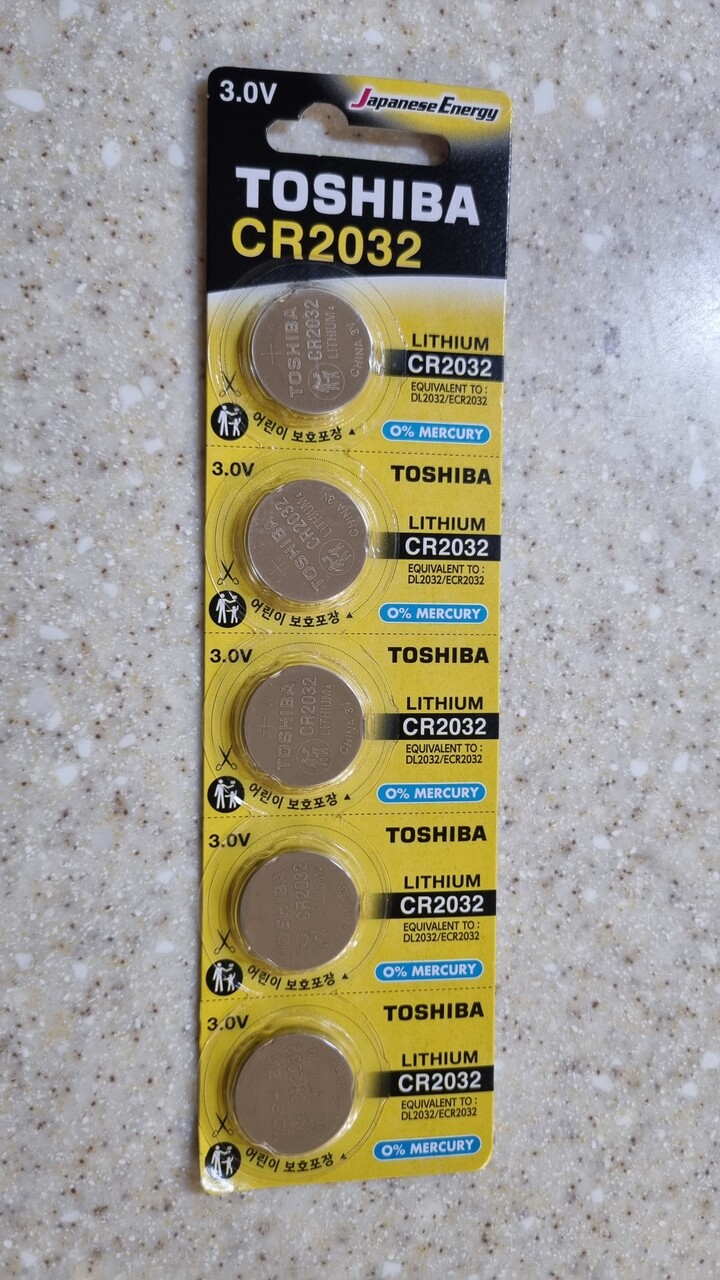 3.0V
Japanese Energy
TOSHIBA
CR2032
TOSHIBA
CR2032
LITHIUM
CHINA 3V
LITHIUM
CR2032
EQUIVALENT TO :
DL2032/ECR2032
어린이 보호포장 ▲
0% MERCURY
3.0V
TOSHIBA
TOSHIBA
CR2032
LITHIUM
CHINA 3V
LITHIUM
CR2032
EQUIVALENT TO :
DL2032/ECR2032
어린이 보호포장 ▲
0% MERCURY
3.0V
TOSHIBA
TOSHIBA
CR2032
LITHIUM
CHINA 3V
LITHIUM
CR2032
EQUIVALENT TO :
DL2032/ECR2032
어린이 보호포장 ▲
0% MERCURY
3.0V
TOSHIBA
TOSHIBA
CR2032
LITHIUM
CR2032
EQUIVALENT TO :
DL2032/ECR2032
어린이 보호포장 ▲
0% MERCURY
3.0V
TOSHIBA
LITHIUM
CR2032
EQUIVALENT TO :
DL2032/ECR2032
어린이 보호포장 ▲
0% MERCURY